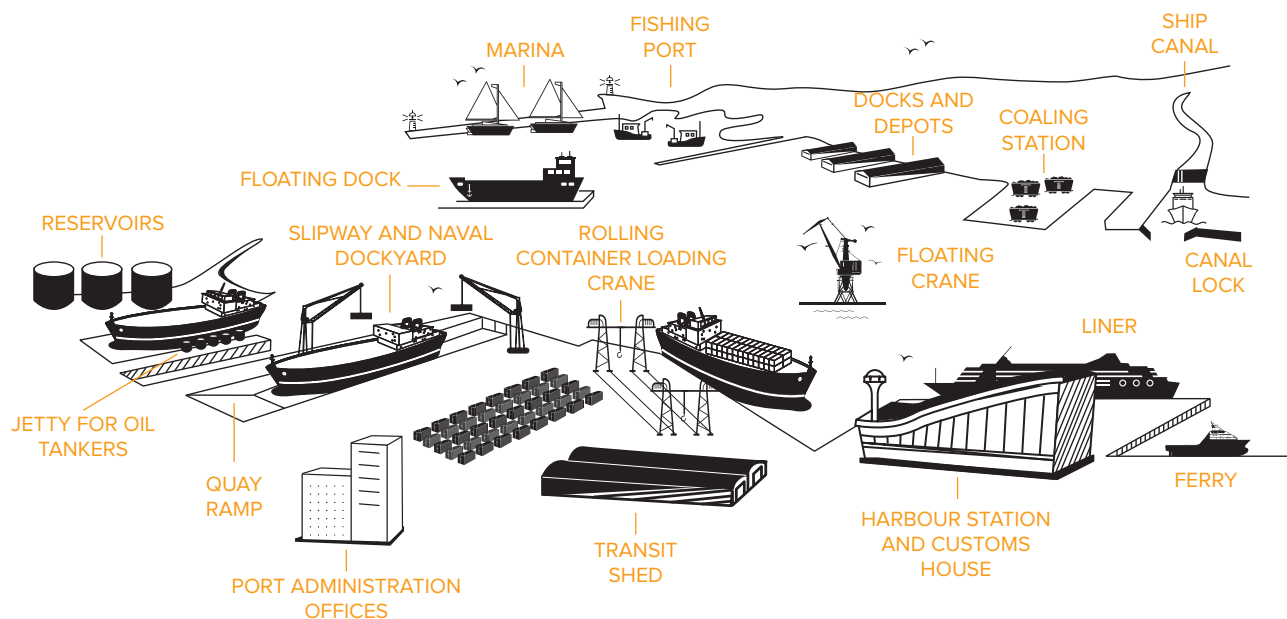 MARINA
FISHING
PORT
SHIP
CANAL
DOCKS AND
DEPOTS
COALING
STATION
FLOATING DOCK
RESERVOIRS
SLIPWAY AND NAVAL
DOCKYARD
ROLLING
CONTAINER LOADING
CRANE
FLOATING
CRANE
CANAL
LOCK
LINER
JETTY FOR OIL
TANKERS
QUAY
RAMP
FERRY
HARBOUR STATION
AND CUSTOMS
HOUSE
TRANSIT
SHED
PORT ADMINISTRATION
OFFICES